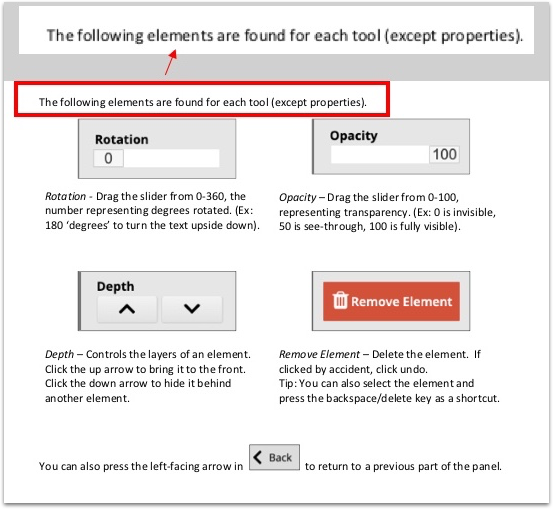 The following elements are found for each tool (except properties).
The following elements are found for each tool (except properties).
Rotation
0
Opacity
100
Rotation - Drag the slider from 0-360, the
number representing degrees rotated. (Ex:
180 ‘degrees’ to turn the text upside down).
Opacity – Drag the slider from 0-100,
representing transparency. (Ex: 0 is invisible,
50 is see-through, 100 is fully visible).
Depth
Remove Element
Depth – Controls the layers of an element.
Click the up arrow to bring it to the front.
Click the down arrow to hide it behind
another element.
Remove Element – Delete the element. If
clicked by accident, click undo.
Tip: You can also select the element and
press the backspace/delete key as a shortcut.
You can also press the left-facing arrow in Back to return to a previous part of the panel.